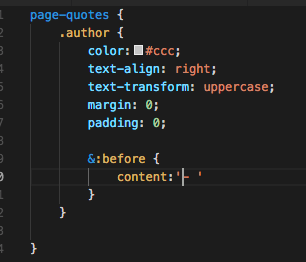 page-quotes {
.author {
color: #ccc;
text-align: right;
text-transform: uppercase;
margin: 0;
padding: 0;
&:before {
content:'- '
}
}
}